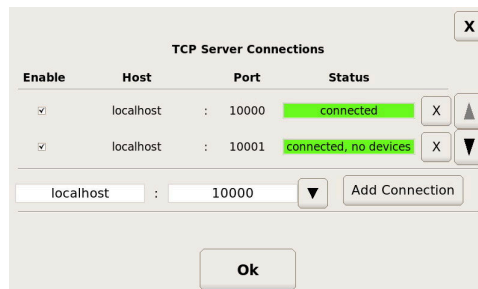 X
TCP Server Connections
Enable Host Port Status
localhost : 10000 connected X
localhost : 10001 connected, no devices X
localhost : 10000 Add Connection
Ok